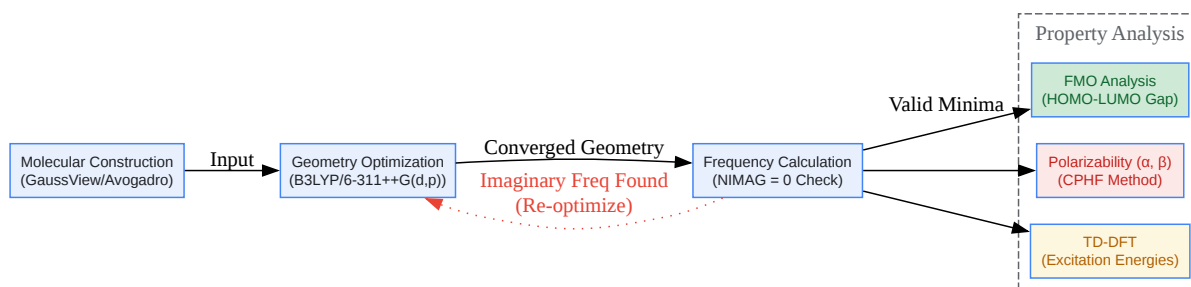 Molecular Construction
(GaussView/Avogadro)
Input
Geometry Optimization
(B3LYP/6-311++G(d,p))
Converged Geometry
Imaginary Freq Found
(Re-optimize)
Frequency Calculation
(NIMAG = 0 Check)
Valid Minima
Property Analysis
FMO Analysis
(HOMO-LUMO Gap)
Polarizability (α, β)
(CPHF Method)
TD-DFT
(Excitation Energies)